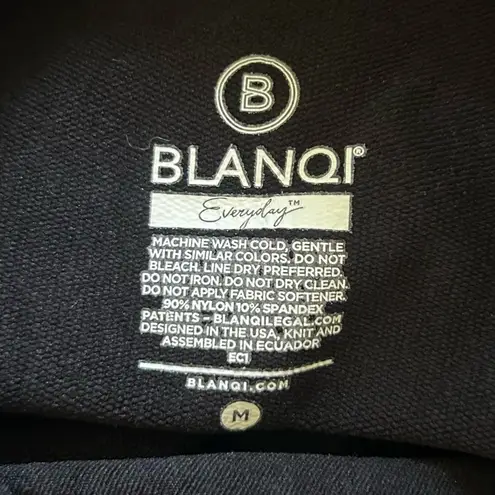 B
BLANQI®
Everyday™
MACHINE WASH COLD, GENTLE
WITH SIMILAR COLORS. DO NOT
BLEACH. LINE DRY PREFERRED.
DO NOT IRON. DO NOT DRY CLEAN.
DO NOT APPLY FABRIC SOFTENER.
90% NYLON 10% SPANDEX
PATENTS - BLANQILEGAL.COM
DESIGNED IN THE USA, KNIT AND
ASSEMBLED IN ECUADOR
EC1
BLANQI.COM
M